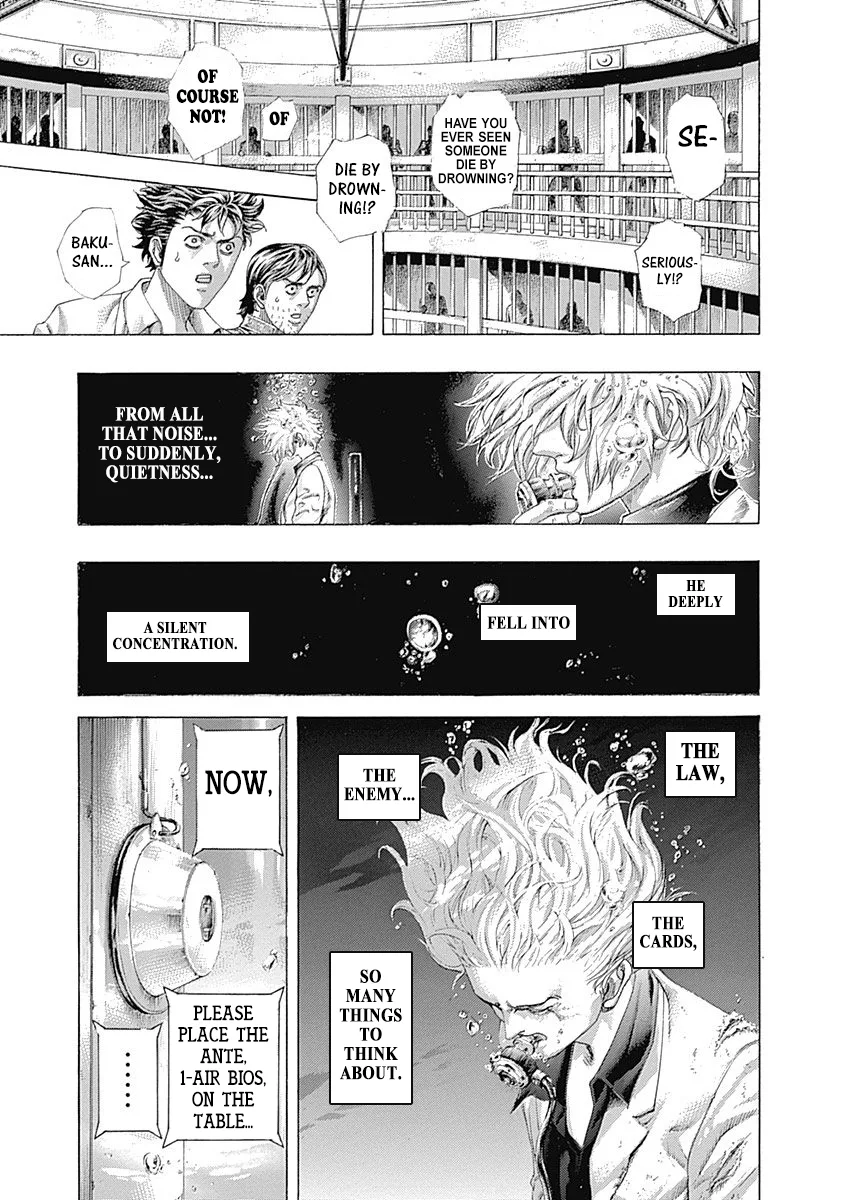 SE-
SERIOUS-
LY!?
HAVE YOU
EVER SEEN
SOMEONE
DIE BY
DROWNING?
DIE BY
DROWN-
ING!?
OF
OF
COURSE
NOT!
BAKU-
SAN...
FROM ALL
THAT NOISE...
TO SUDDENLY,
QUIETNESS...
HE
DEEPLY
FELL INTO
A SILENT
CONCENTRATION.
THE
LAW,
THE
ENEMY...
THE
CARDS,
SO
MANY
THINGS
TO
THINK
ABOUT.
NOW,
PLEASE
PLACE THE
ANTE,
1-AIR BIOS,
ON THE
TABLE...
......